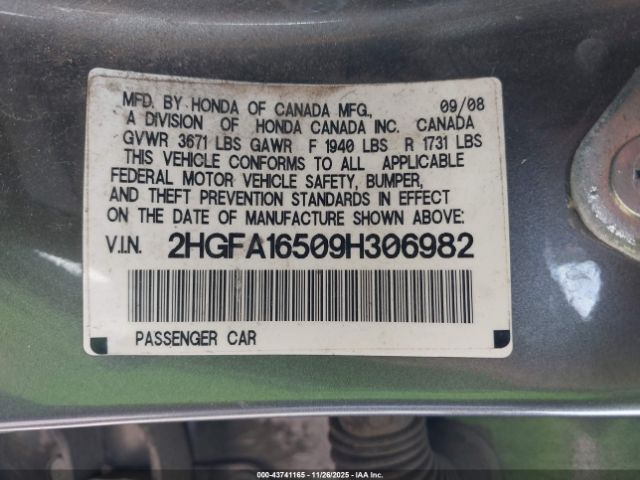 MFD. BY HONDA OF CANADA MFG., 09/08
A DIVISION OF HONDA CANADA INC. CANADA
GVWR 3671 LBS GAWR F 1940 LBS R 1731 LBS
THIS VEHICLE CONFORMS TO ALL APPLICABLE
FEDERAL MOTOR VEHICLE SAFETY, BUMPER,
AND THEFT PREVENTION STANDARDS IN EFFECT
ON THE DATE OF MANUFACTURE SHOWN ABOVE:
V.I.N. 2HGFA16509H306982
PASSENGER CAR
000-43741165 - 11/26/2025 - IAA Inc.